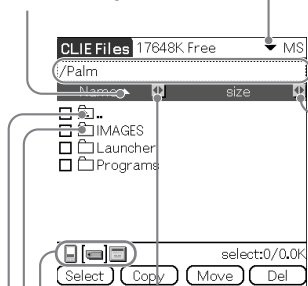 CLIE Files 17648K Free MS
/Palm
Name size
..
IMAGES
Launcher
Programs
select:0/0.0K
Select Copy Move Del